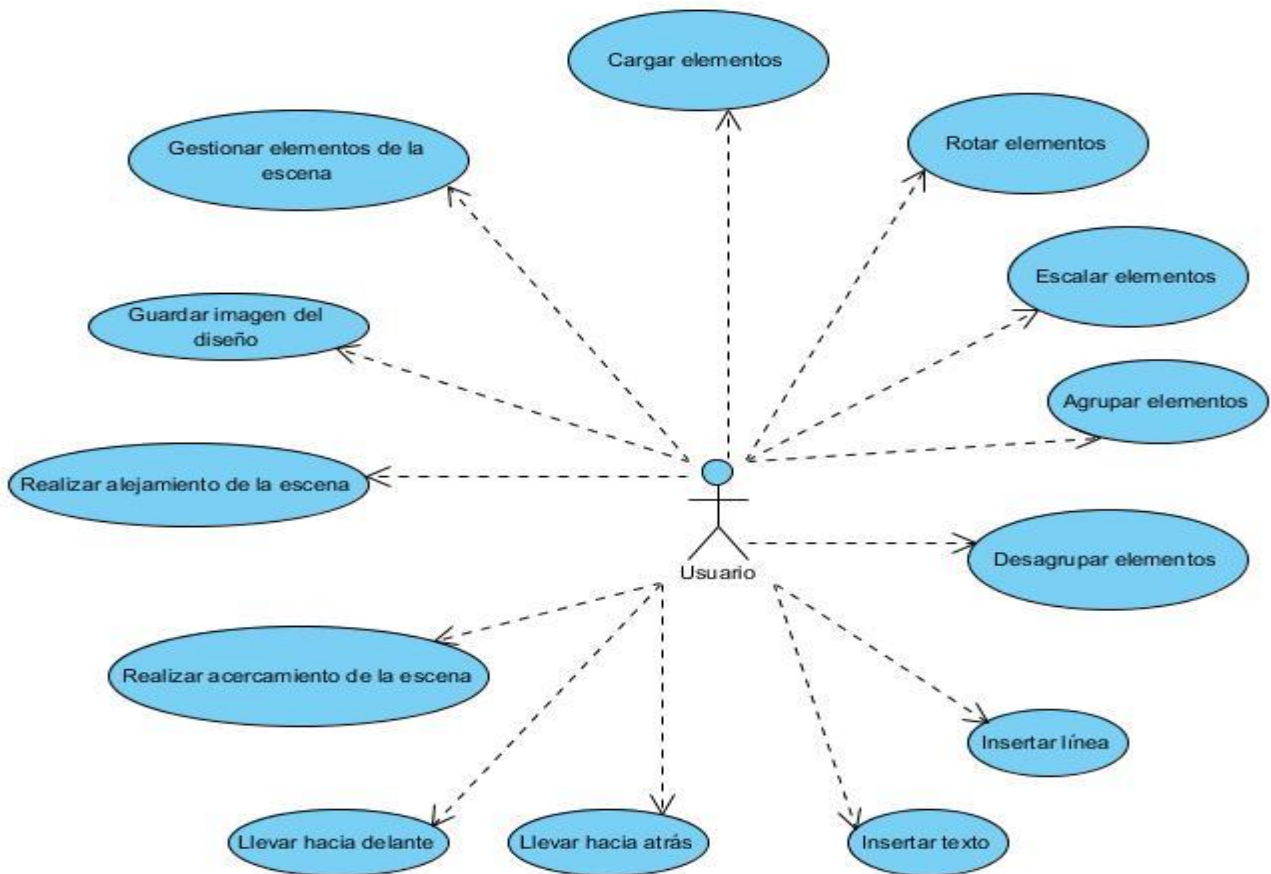 Cargar elementos
Gestionar elementos de la
escena
Rotar elementos
Escalar elementos
Guardar imagen del
diseño
Agrupar elementos
Realizar alejamiento de la escena
Desagrupar elementos
Usuario
Realizar acercamiento de la escena
Insertar línea
Llevar hacia delante
Llevar hacia atrás
Insertar texto